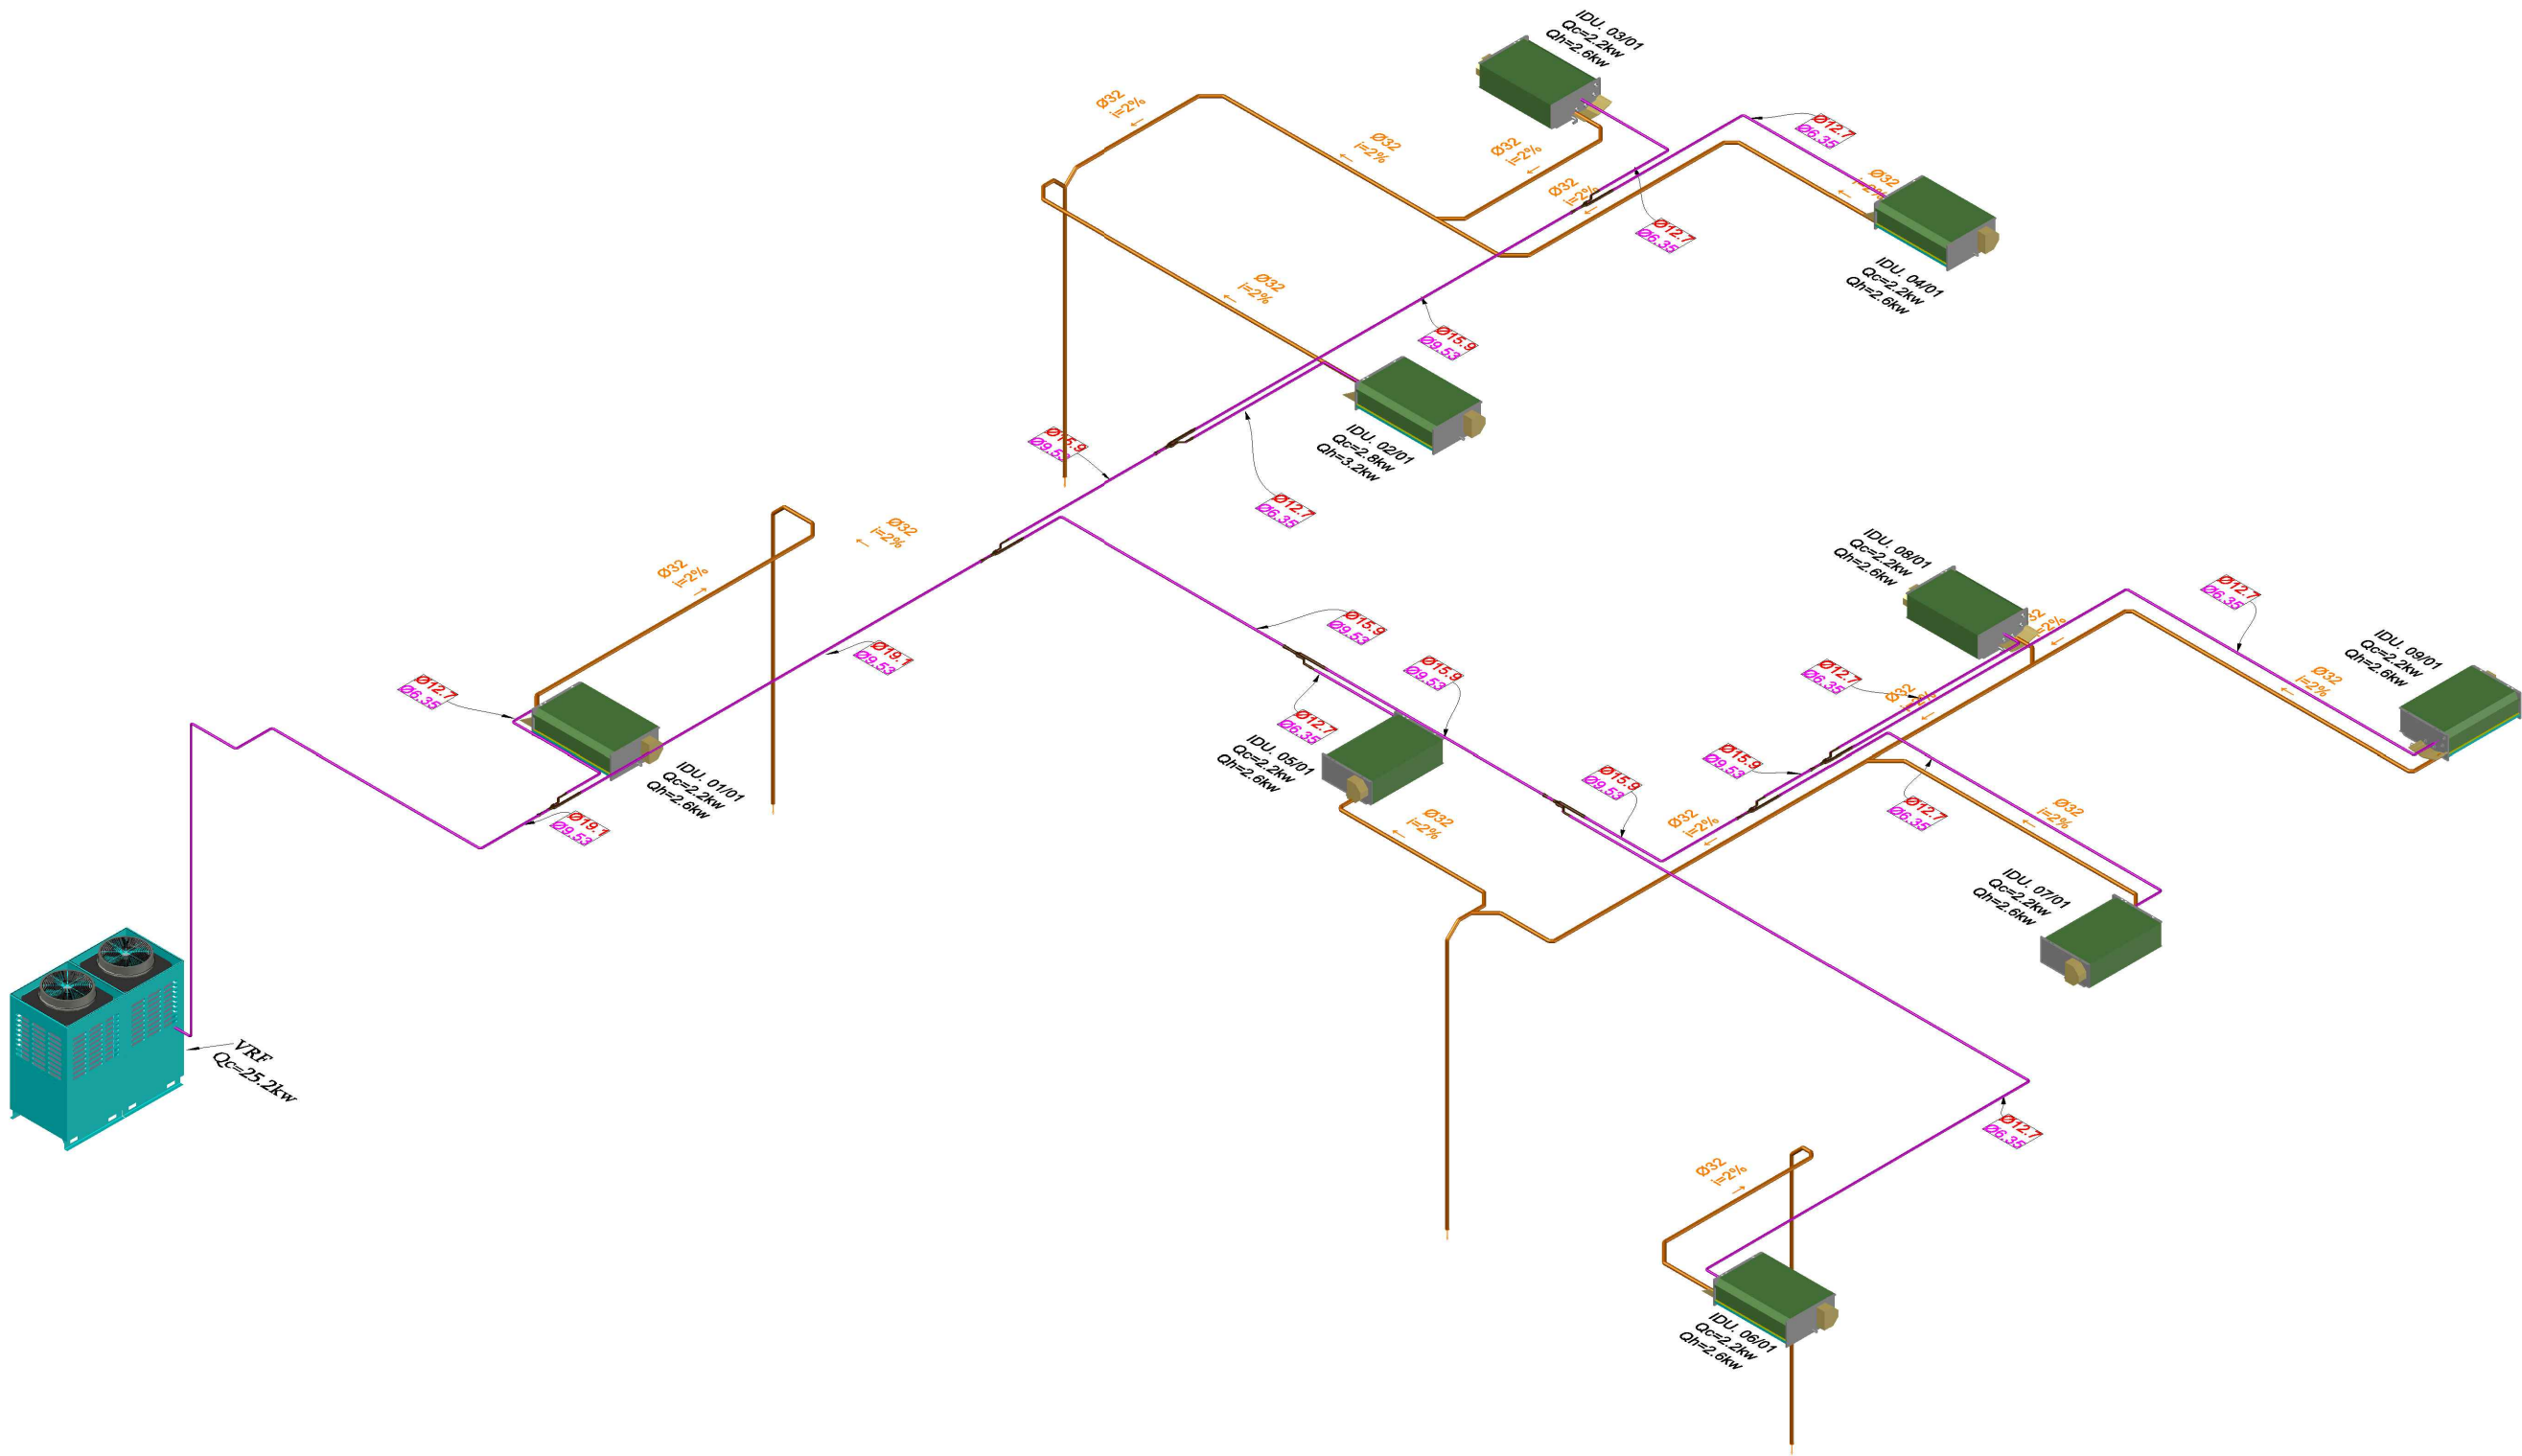 IDU. 03/01
Qc=2.2kw
Qh=2.6kw
Ø32
i=2%
Ø32
i=2%
Ø32
i=2%
Ø12.7
Ø6.35
Ø32
i=2%
Ø32
i=2%
Ø12.7
Ø6.35
IDU. 04/01
Qc=2.2kw
Qh=2.6kw
Ø32
i=2%
Ø15.9
Ø9.53
IDU. 02/01
Qc=2.8kw
Qh=3.2kw
Ø15.9
Ø9.53
Ø12.7
Ø6.35
Ø32
i=2%
Ø32
i=2%
IDU. 08/01
Qc=2.2kw
Qh=2.6kw
Ø12.7
Ø6.35
Ø15.9
Ø9.53
32
=2%
IDU. 09/01
Qc=2.2kw
Qh=2.6kw
Ø19.1
Ø9.53
Ø15.9
Ø9.53
Ø12.7
Ø6.35
Ø32
i=2%
Ø12.7
Ø6.35
Ø32
Ø12.7
Ø6.35
IDU. 05/01
Qc=2.2kw
Qh=2.6kw
Ø15.9
Ø9.53
IDU. 01/01
Qc=2.2kw
Qh=2.6kw
Ø15.9
Ø9.53
Ø12.7
Ø6.35
Ø32
i=2%
Ø19.1
Ø9.53
Ø32
i=2%
Ø32
i=2%
IDU. 07/01
Qc=2.2kw
Qh=2.6kw
VRF
Qc=25.2kw
Ø12.7
Ø6.35
Ø32
i=2%
IDU. 06/01
Qc=2.2kw
Qh=2.6kw